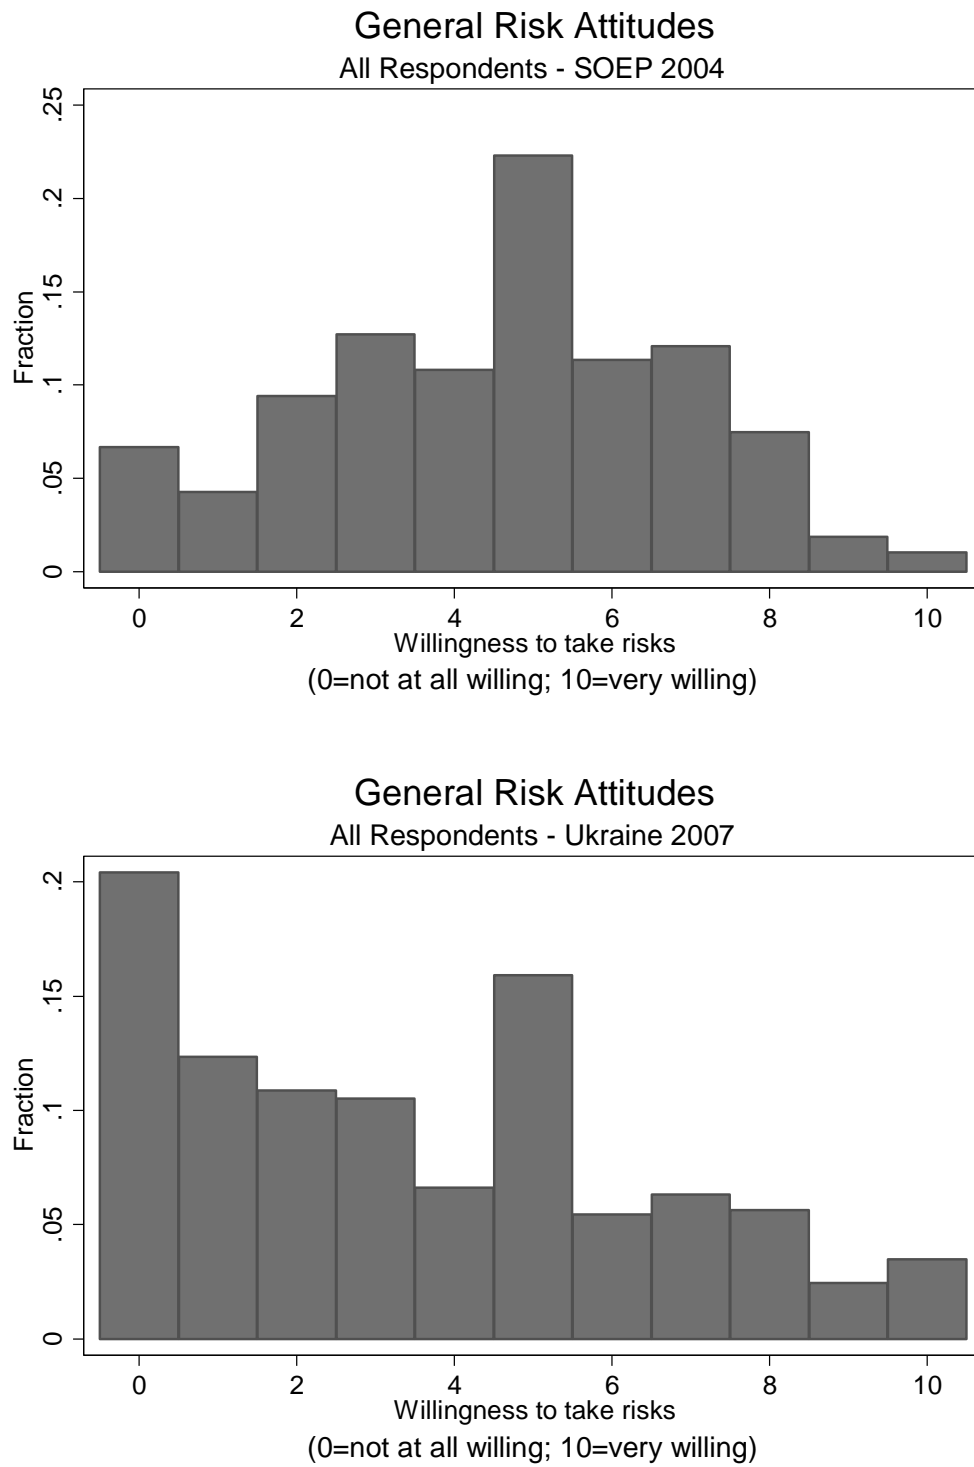 General Risk Attitudes
All Respondents - SOEP 2004
.25
.2
.15
.1
.05
0
Fraction
0 2 4 6 8 10
Willingness to take risks
(0=not at all willing; 10=very willing)
General Risk Attitudes
All Respondents - Ukraine 2007
.2
.15
.1
.05
0
Fraction
0 2 4 6 8 10
Willingness to take risks
(0=not at all willing; 10=very willing)